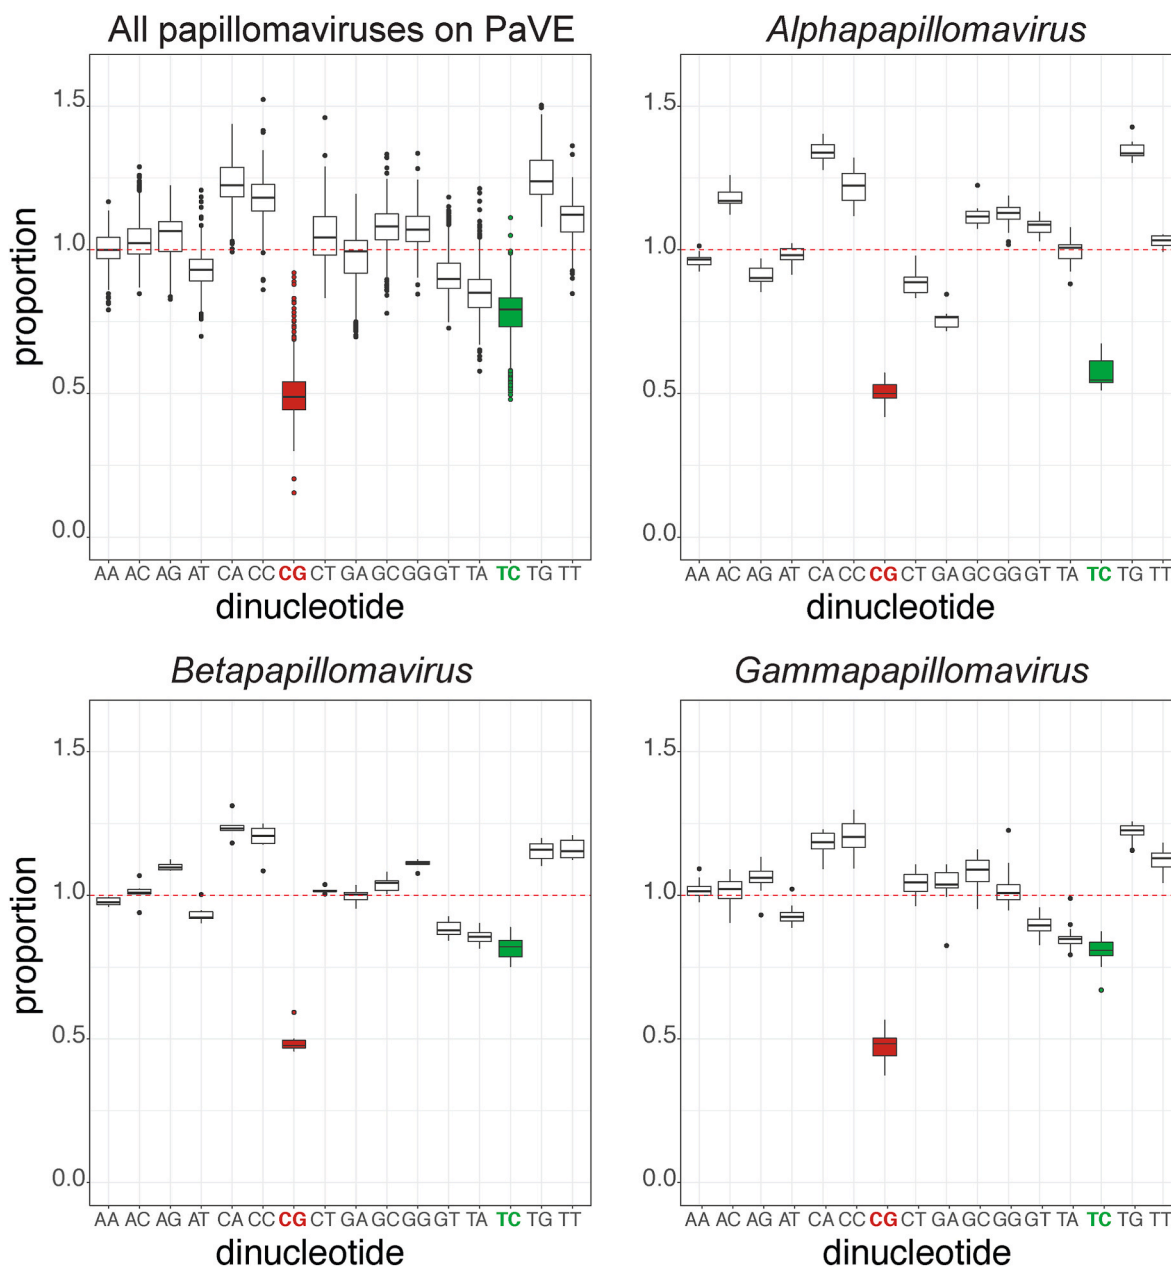 All papillomaviruses on PaVE
proportion
1.5
1.0
0.5
0.0
AA AC AG AT CA CC CG CT GA GC GG GT TA TC TG TT
dinucleotide
Alphapapillomavirus
1.5
1.0
0.5
0.0
AA AC AG AT CA CC CG CT GA GC GG GT TA TC TG TT
dinucleotide
Betapapillomavirus
proportion
1.5
1.0
0.5
0.0
AA AC AG AT CA CC CG CT GA GC GG GT TA TC TG TT
dinucleotide
Gammapapillomavirus
1.5
1.0
0.5
0.0
AA AC AG AT CA CC CG CT GA GC GG GT TA TC TG TT
dinucleotide